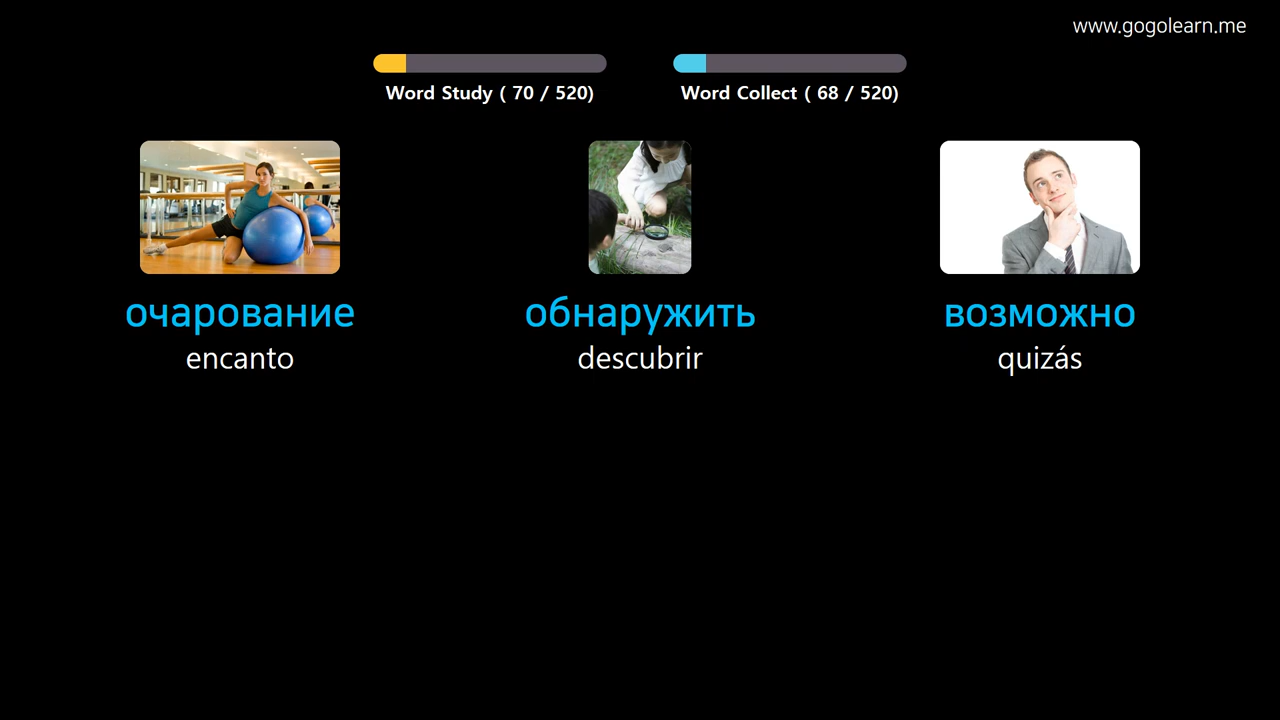 www.gogolearn.me
Word Study ( 70 / 520)
Word Collect ( 68 / 520)
очарование
encanto
обнаружить
descubrir
возможно
quizás